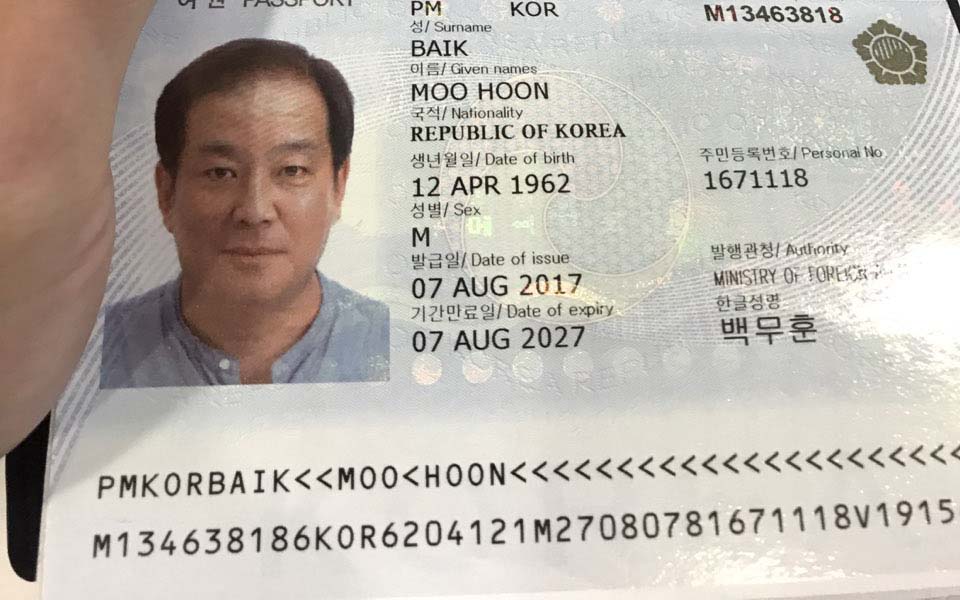 여권 PASSPORT
PM KOR M13463818
성/ Surname
BAIK
이름/ Given names
MOO HOON
국적/ Nationality
REPUBLIC OF KOREA
생년월일/ Date of birth
12 APR 1962
주민등록번호/ Personal No
1671118
성별/ Sex
M
발급일/ Date of issue
07 AUG 2017
발행관청/ Authority
MINISTRY OF FOREIGN
기간만료일/ Date of expiry
07 AUG 2027
한글성명
백무훈
PMKORBAIK<<MOO<HOON<<<<<<<<<<<<<<<<<<<<<<<<
M134638186KOR6204121M27080781671118V1915